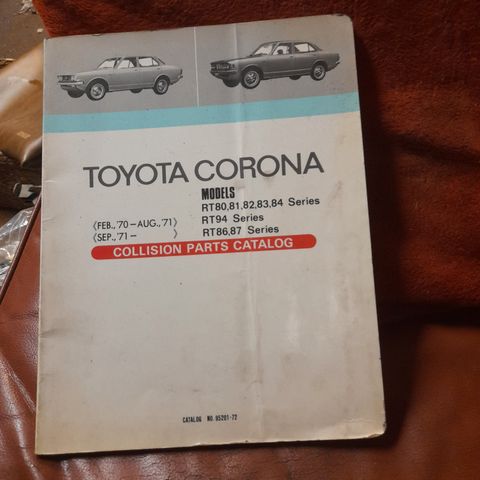 TOYOTA CORONA
MODELS
RT80,81,82,83,84 Series
(FEB.,'70–AUG.,'71) RT94 Series
(SEP.,'71– ) RT86,87 Series
COLLISION PARTS CATALOG
CATALOG NO. 95201-72